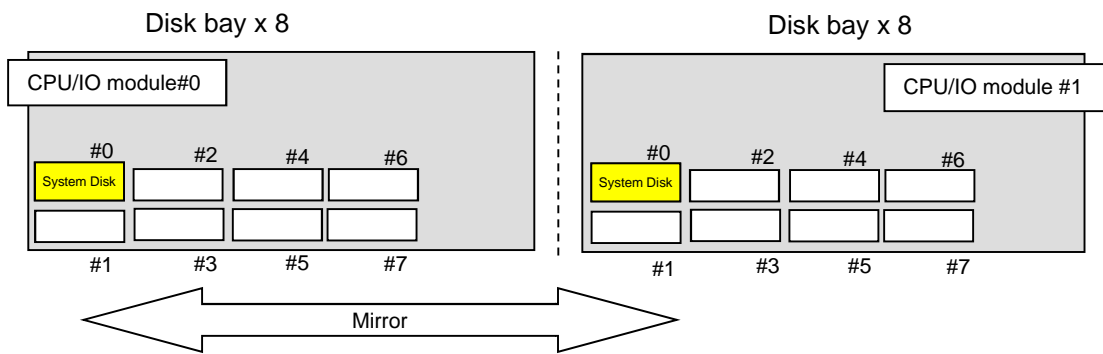 Disk bay x 8
Disk bay x 8
CPU/IO module#0
CPU/IO module #1
#0 #2 #4 #6
#0 #2 #4 #6
System Disk
System Disk
#1 #3 #5 #7
#1 #3 #5 #7
Mirror